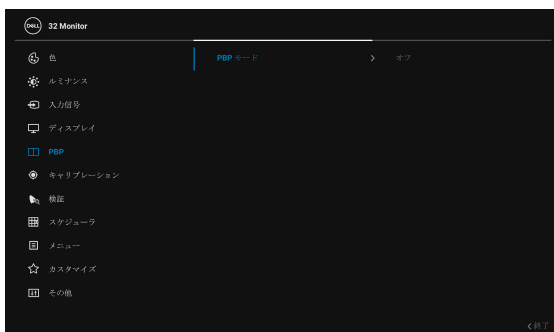 DELL 32 Monitor
色
PBP モード オフ
ルミナンス
入力信号
ディスプレイ
PBP
キャリブレーション
検証
スケジューラ
メニュー
カスタマイズ
その他
終了